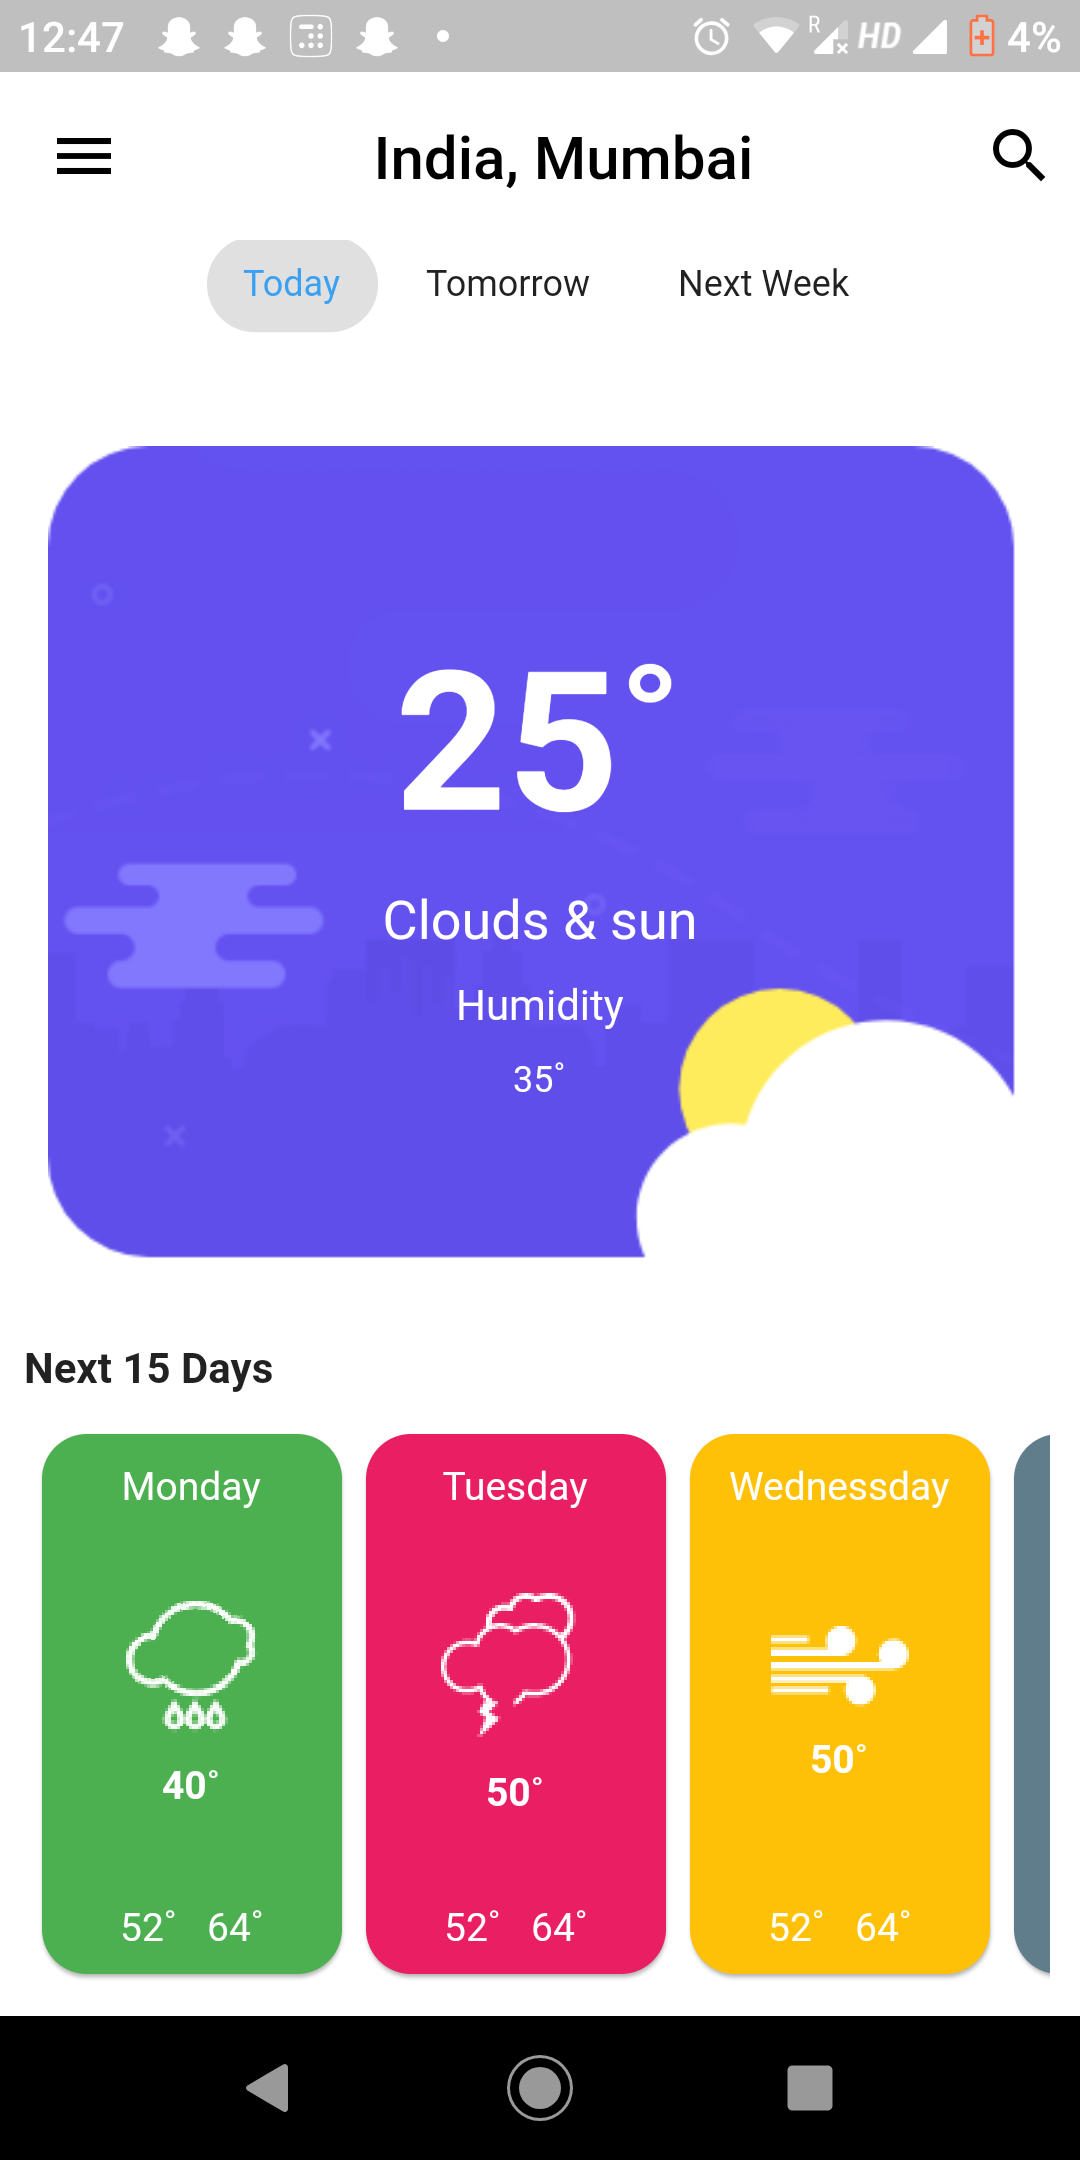 12:47 R HD 4%
India, Mumbai
Today Tomorrow Next Week
25°
Clouds & sun
Humidity
35°
Next 15 Days
Monday Tuesday Wednessday
40° 50° 50°
52° 64° 52° 64° 52° 64°